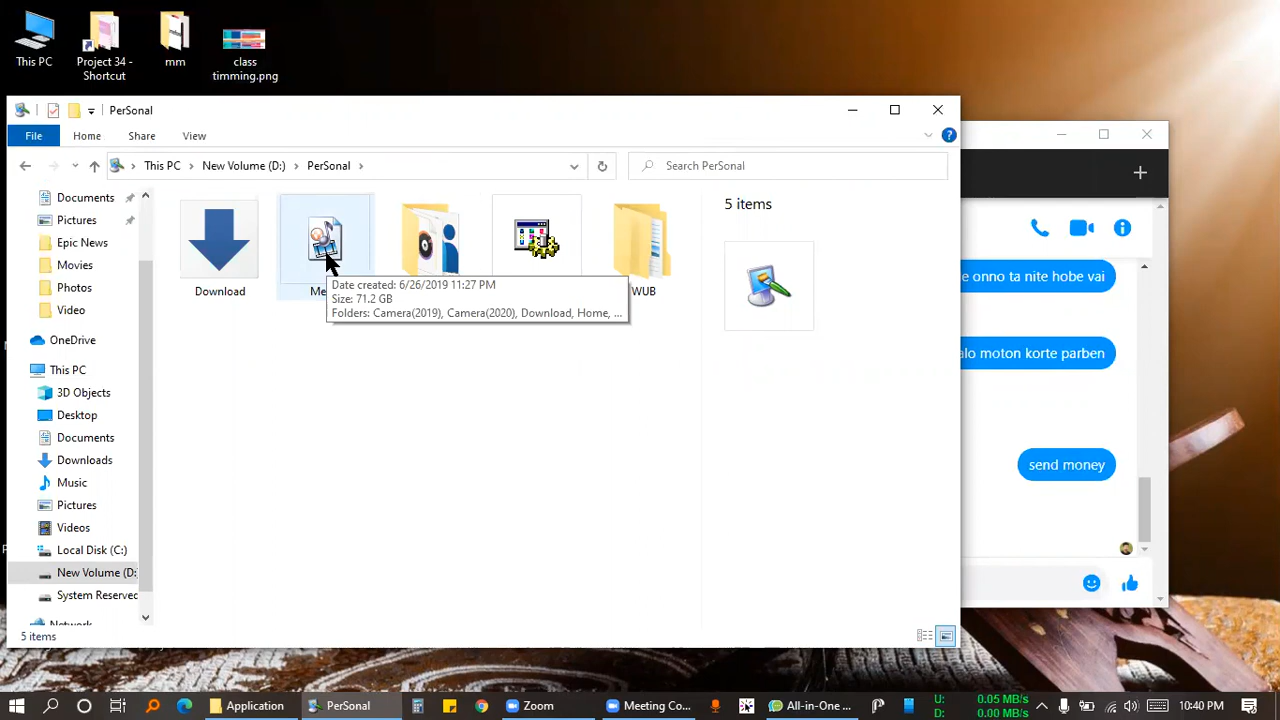 This PC
Project 34 -
Shortcut
mm
class
timming.png
PerSonal
File
Home
Share
View
This PC
New Volume (D:)
PerSonal
Search PerSonal
Documents
Pictures
Epic News
Movies
Photos
Video
OneDrive
This PC
3D Objects
Desktop
Documents
Downloads
Music
Pictures
Videos
Local Disk (C:)
New Volume (D:
System Reserved
Network
Download
Me
WUB
Date created: 6/26/2019 11:27 PM
Size: 71.2 GB
Folders: Camera(2019), Camera(2020), Download, Home, ...
5 items
5 items
e onno ta nite hobe vai
alo moton korte parben
send money
Application
PerSonal
Zoom
Meeting Co...
All-in-One ...
U: 0.05 MB/s
D: 0.00 MB/s
10:40 PM